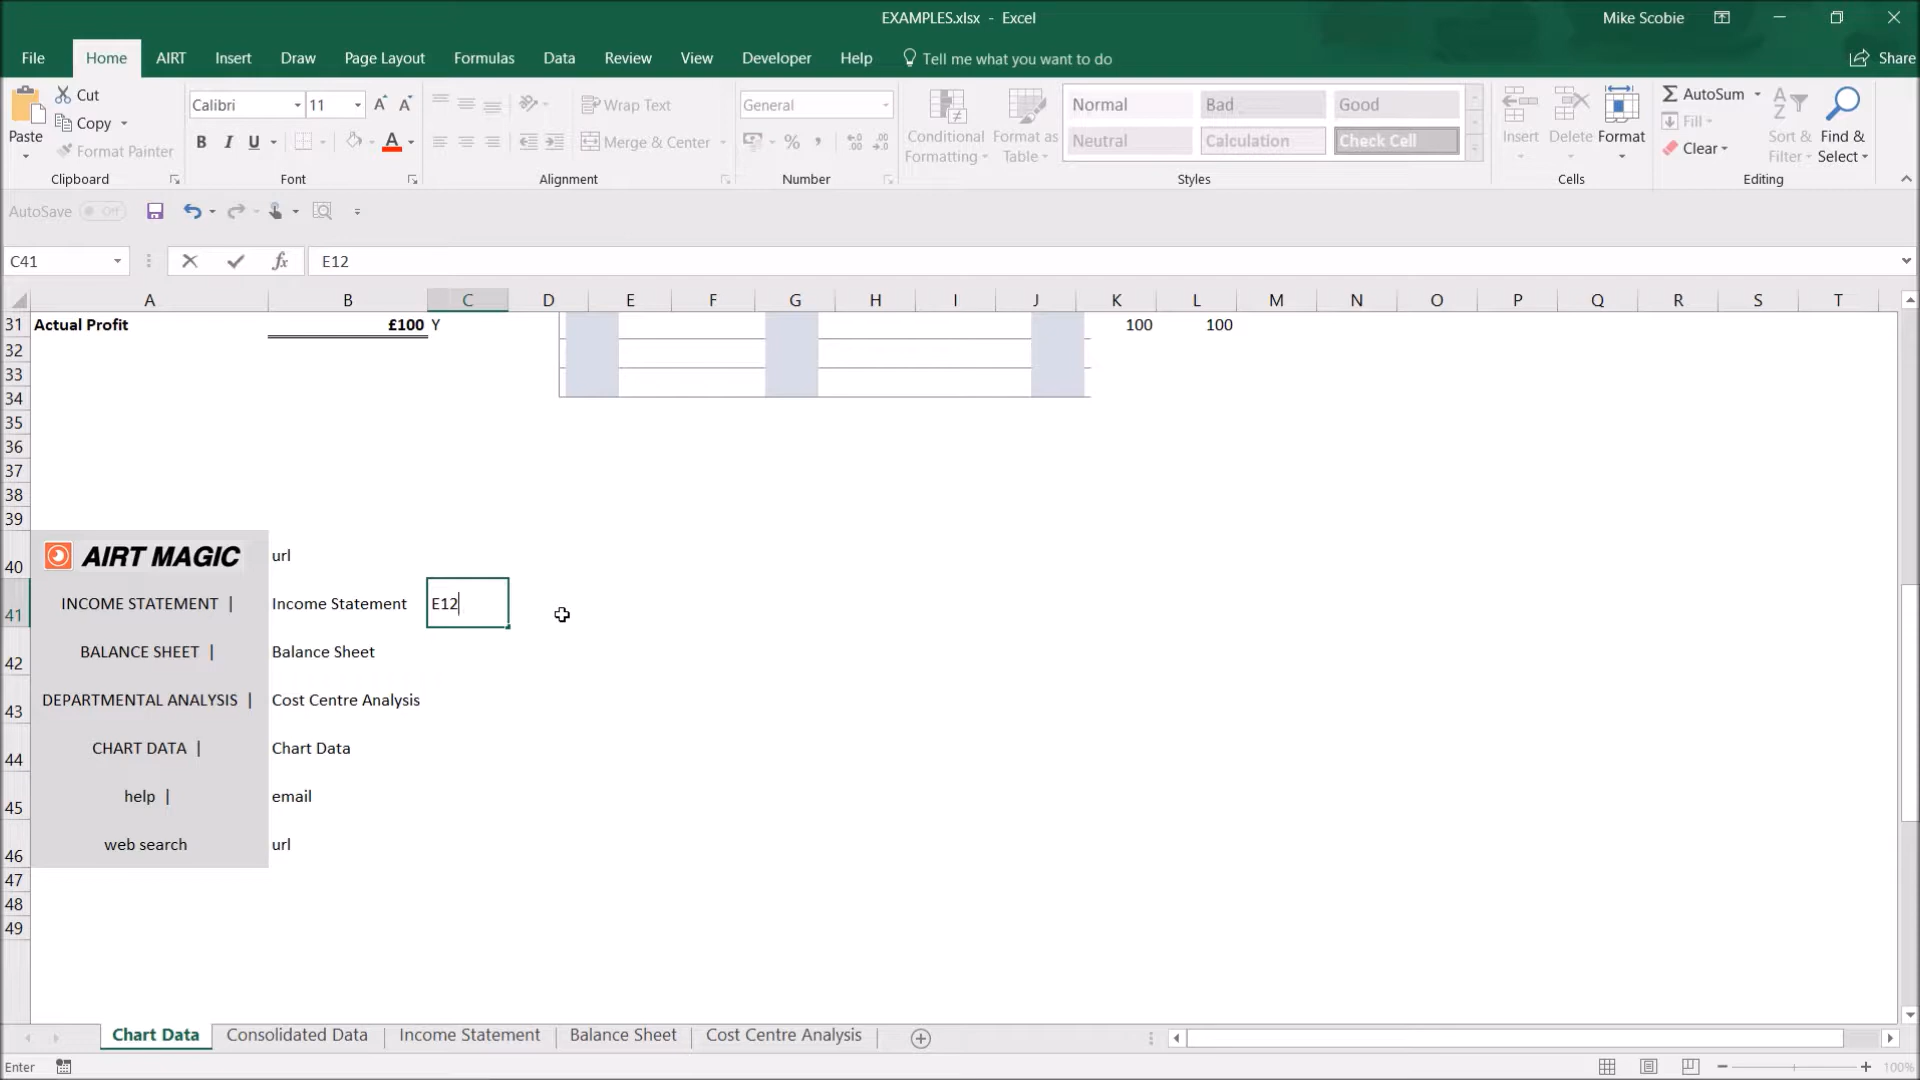 EXAMPLES.xlsx - Excel
Mike Scobie
File Home AIRT Insert Draw Page Layout Formulas Data Review View Developer Help Tell me what you want to do Share
Paste
Cut
Copy
Format Painter
Clipboard
Calibri 11
B I U
Font
Wrap Text
Merge & Center
Alignment
General
Number
Conditional Formatting
Format as Table
Normal Bad Good
Neutral Calculation Check Cell
Styles
Insert Delete Format
Cells
AutoSum
Fill
Clear
Sort & Filter
Find & Select
Editing
AutoSave Off
C41 fx E12
A B C D E F G H I J K L M N O P Q R S T
31 Actual Profit £100 Y 100 100
32
33
34
35
36
37
38
39
40 AIRT MAGIC url
41 INCOME STATEMENT | Income Statement E12
42 BALANCE SHEET | Balance Sheet
43 DEPARTMENTAL ANALYSIS | Cost Centre Analysis
44 CHART DATA | Chart Data
45 help | email
46 web search url
47
48
49
Chart Data Consolidated Data Income Statement Balance Sheet Cost Centre Analysis
Enter 100%